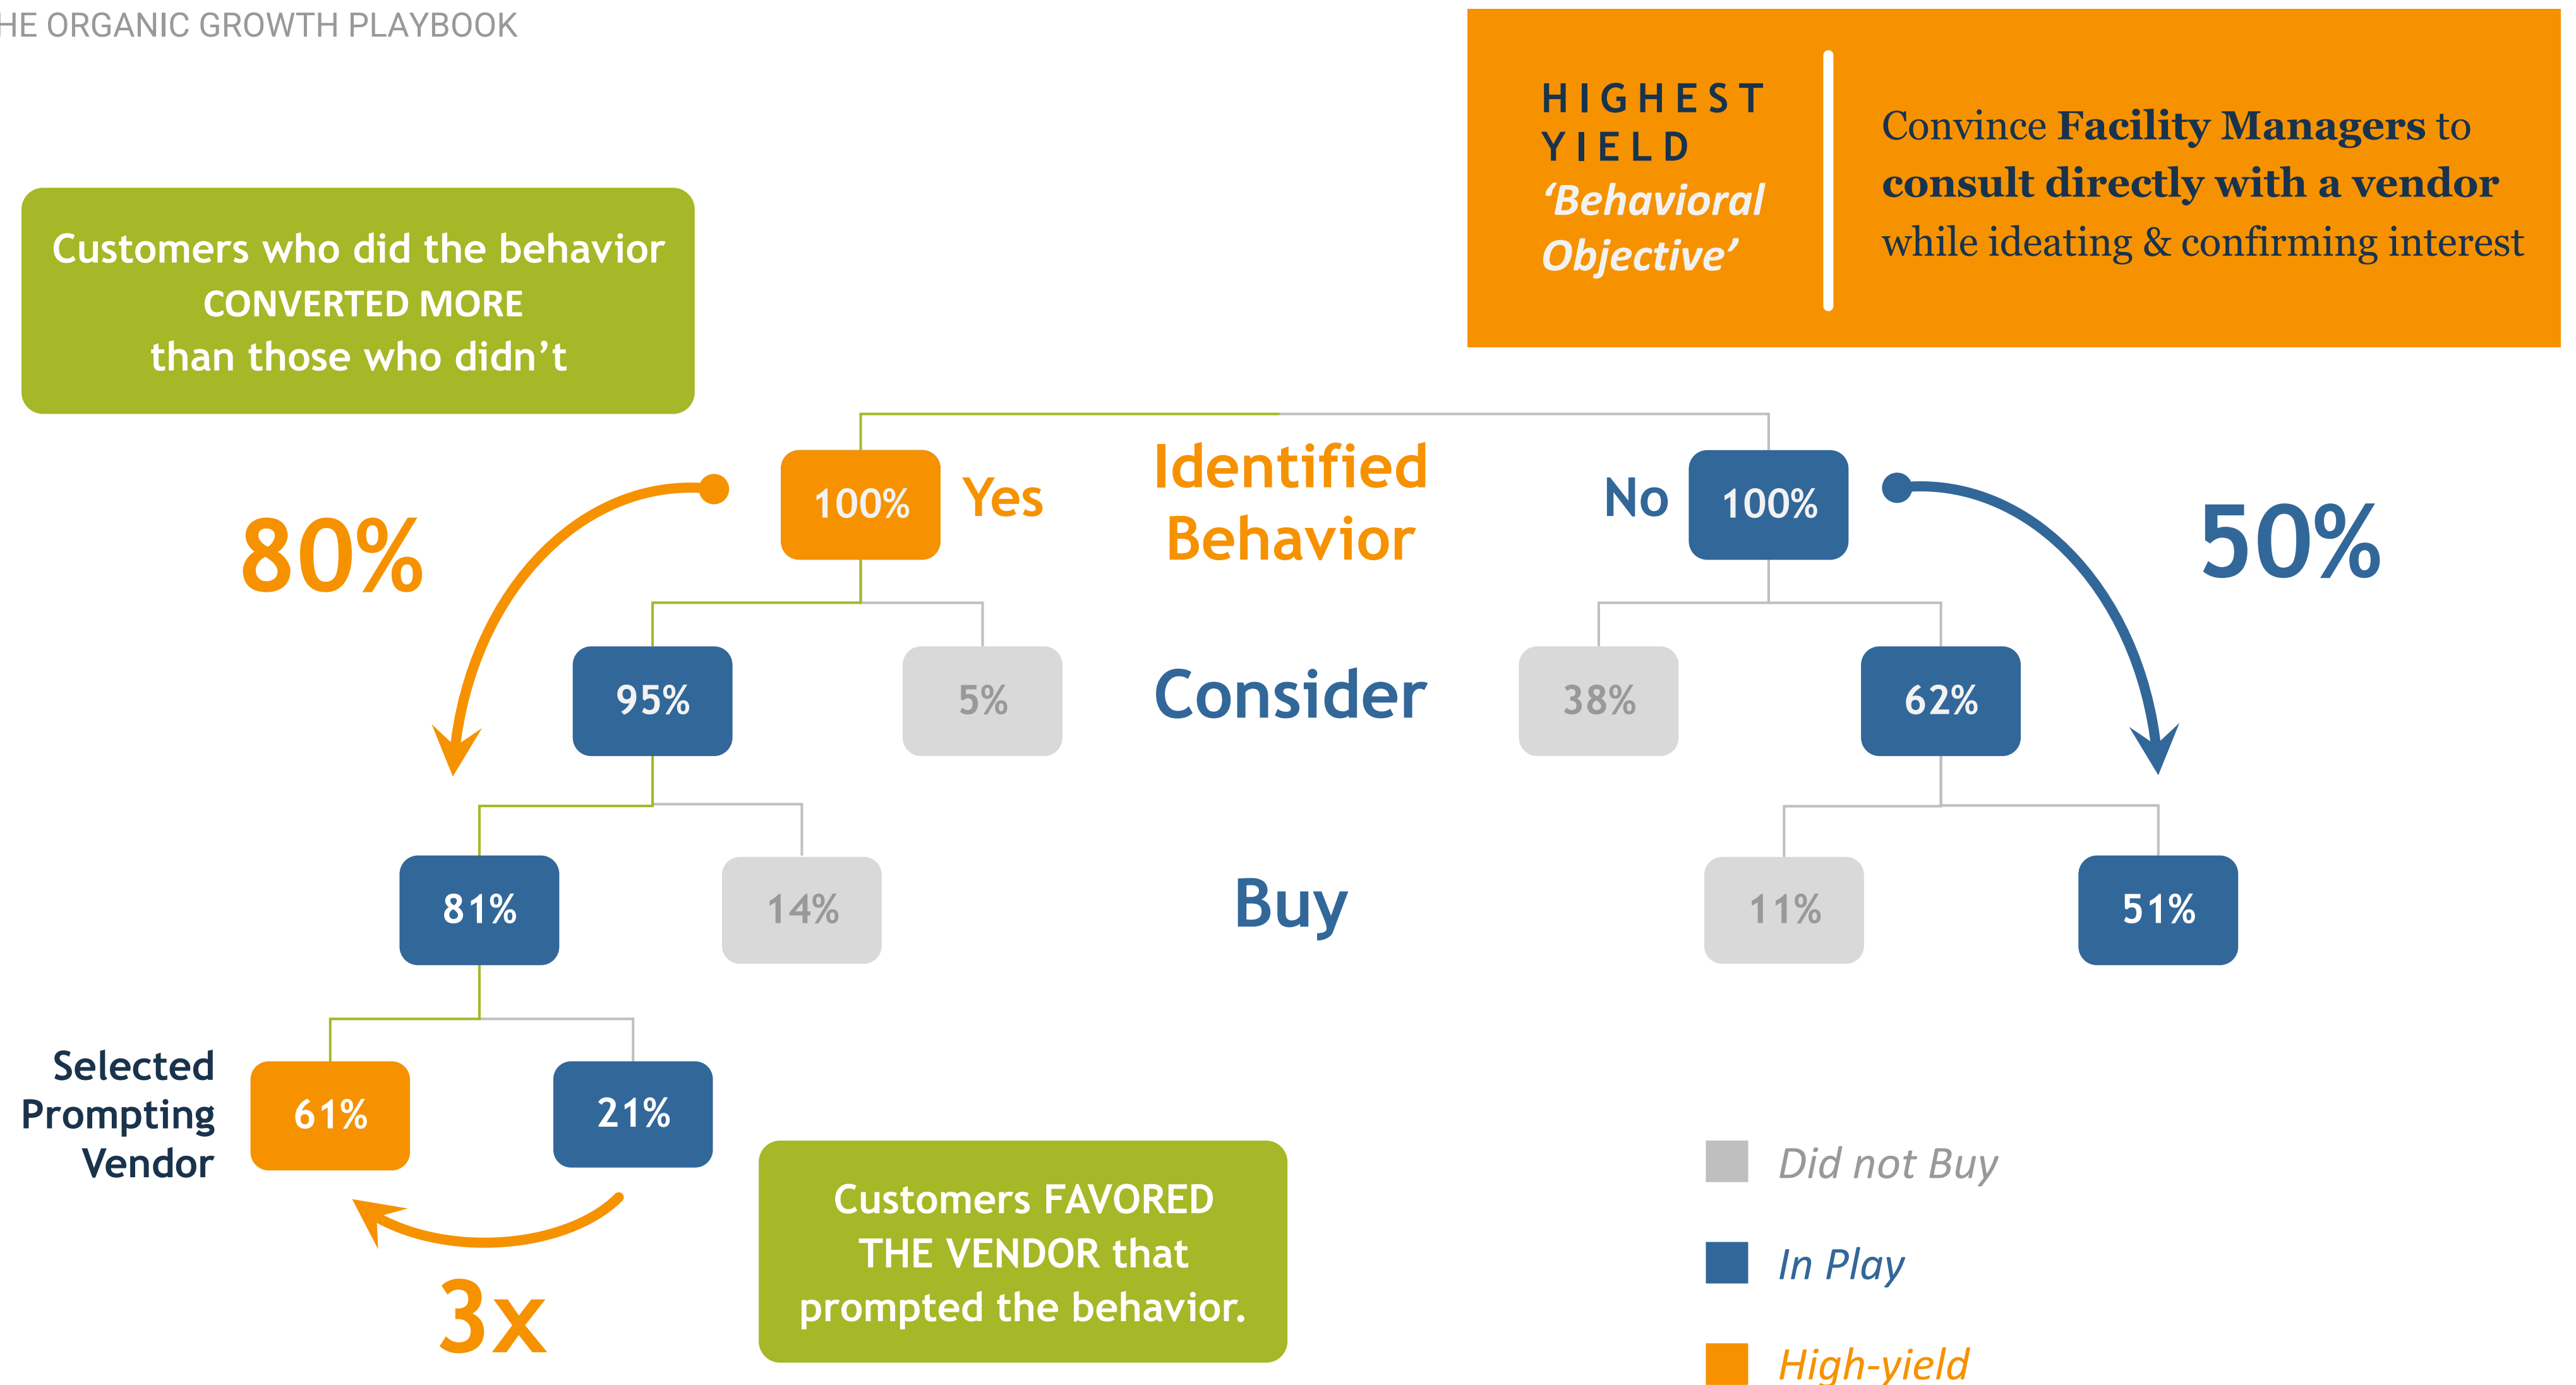 HE ORGANIC GROWTH PLAYBOOK
HIGHEST
YIELD
‘Behavioral
Objective’
Convince Facility Managers to
consult directly with a vendor
while ideating & confirming interest
Customers who did the behavior
CONVERTED MORE
than those who didn’t
80%
100%
Yes
Identified
Behavior
No
100%
50%
95%
5%
Consider
38%
62%
81%
14%
Buy
11%
51%
Selected
Prompting
Vendor
61%
21%
3x
Customers FAVORED
THE VENDOR that
prompted the behavior.
Did not Buy
In Play
High-yield